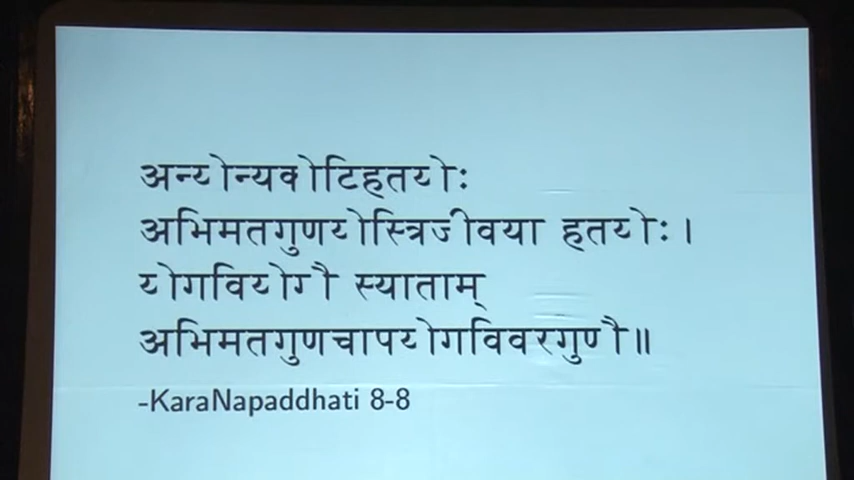 अन्योन्यकोटिहतयोः
अभिमतगुणयोस्त्रिजीवया हतयोः ।
योगवियोगौ स्याताम्
अभिमतगुणचापयोगविवरगुणौ ॥
-KaraNapaddhati 8-8